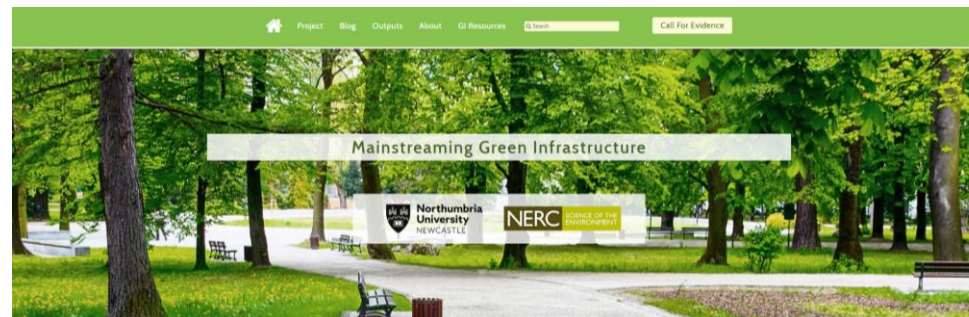 Project Blog Outputs About GI Resources Search Call For Evidence
Mainstreaming Green Infrastructure
Northumbria
University
NEWCASTLE
NERC SCIENCE OF THE
ENVIRONMENT